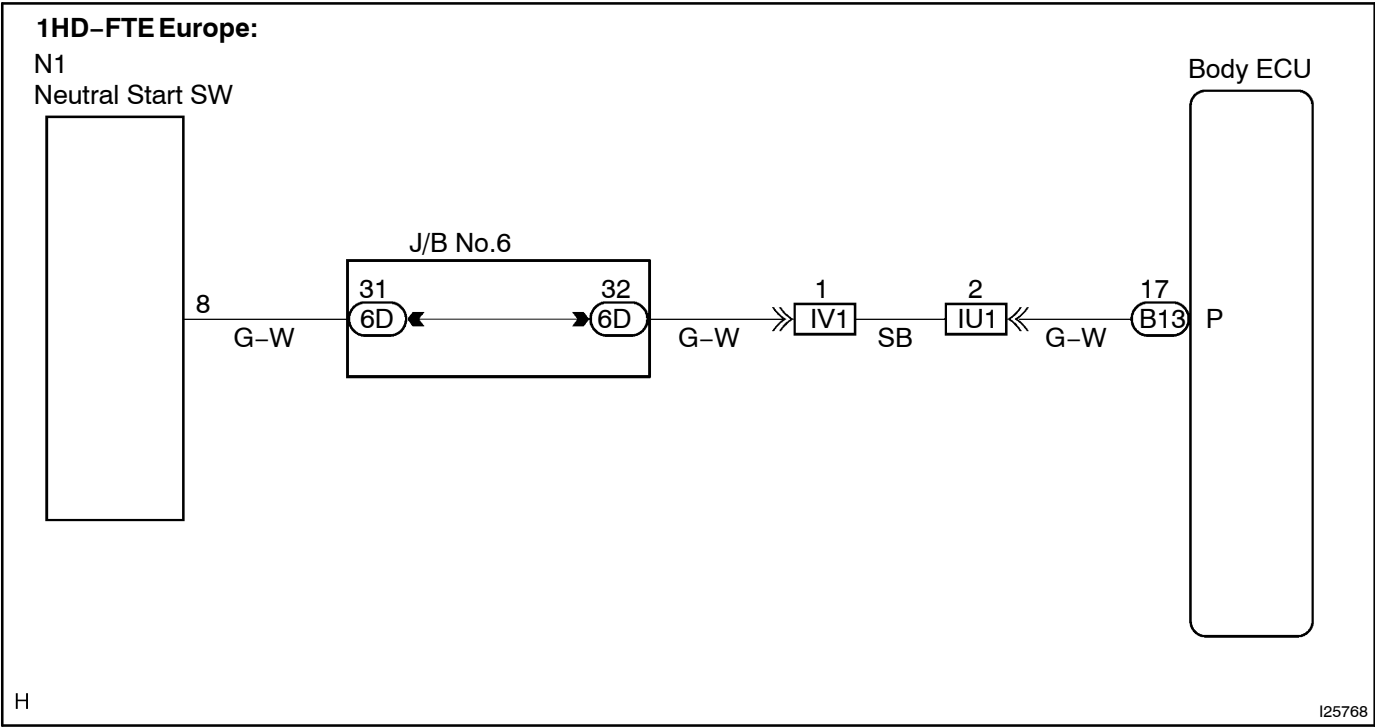 1HD–FTE Europe:
N1
Neutral Start SW
Body ECU
J/B No.6
8
31
32
1
2
17
6D
6D
IV1
IU1
B13
P
G–W
G–W
SB
G–W
H
I25768